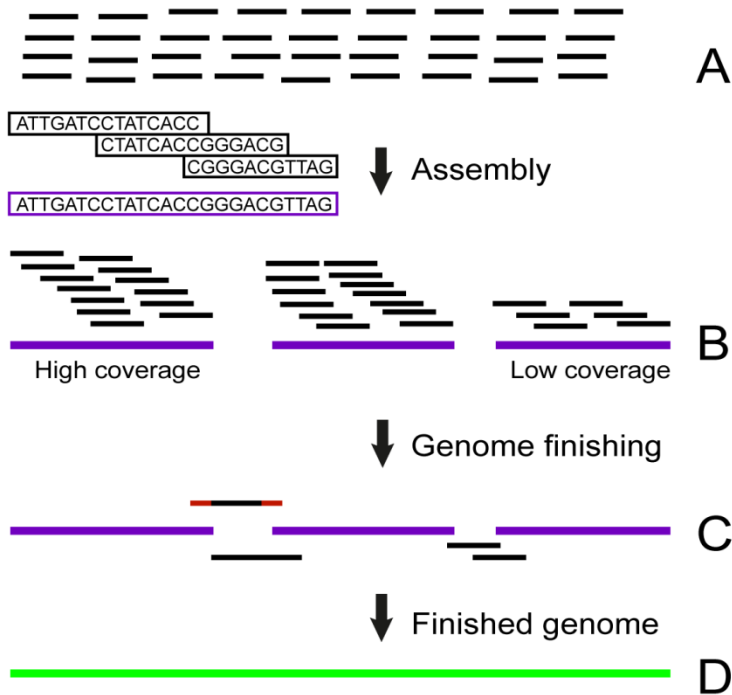 A
ATTGATCCTATCACC
CTATCACCGGGACG
CGGGACGTTAG
Assembly
ATTGATCCTATCACCGGGACGTTAG
B
High coverage
Low coverage
Genome finishing
C
Finished genome
D